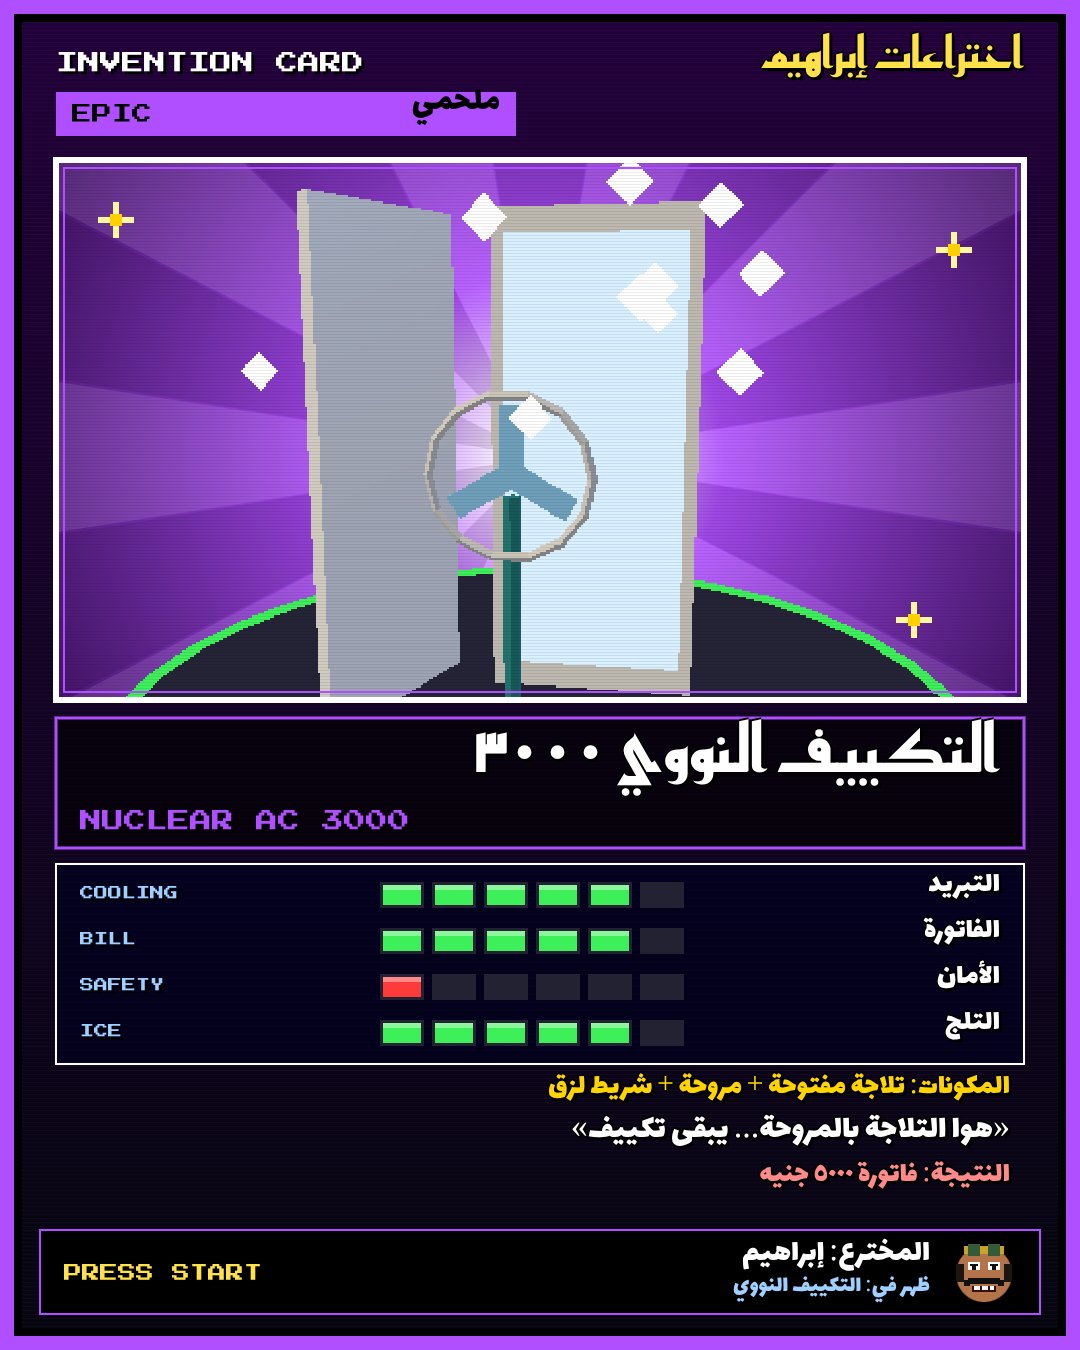 INVENTION CARD
اختراعات إبراهيم
EPIC
ملحمي
التكييف النووي ٣٠٠٠
NUCLEAR AC 3000
COOLING
التبريد
BILL
الفاتورة
SAFETY
الأمان
ICE
التلج
المكونات: تلاجة مفتوحة + مروحة + شريط لزق
«هوا التلاجة بالمروحة... يبقى تكييف»
النتيجة: فاتورة ٥٠٠٠ جنيه
المخترع: إبراهيم
ظهر في: التكييف النووي
PRESS START